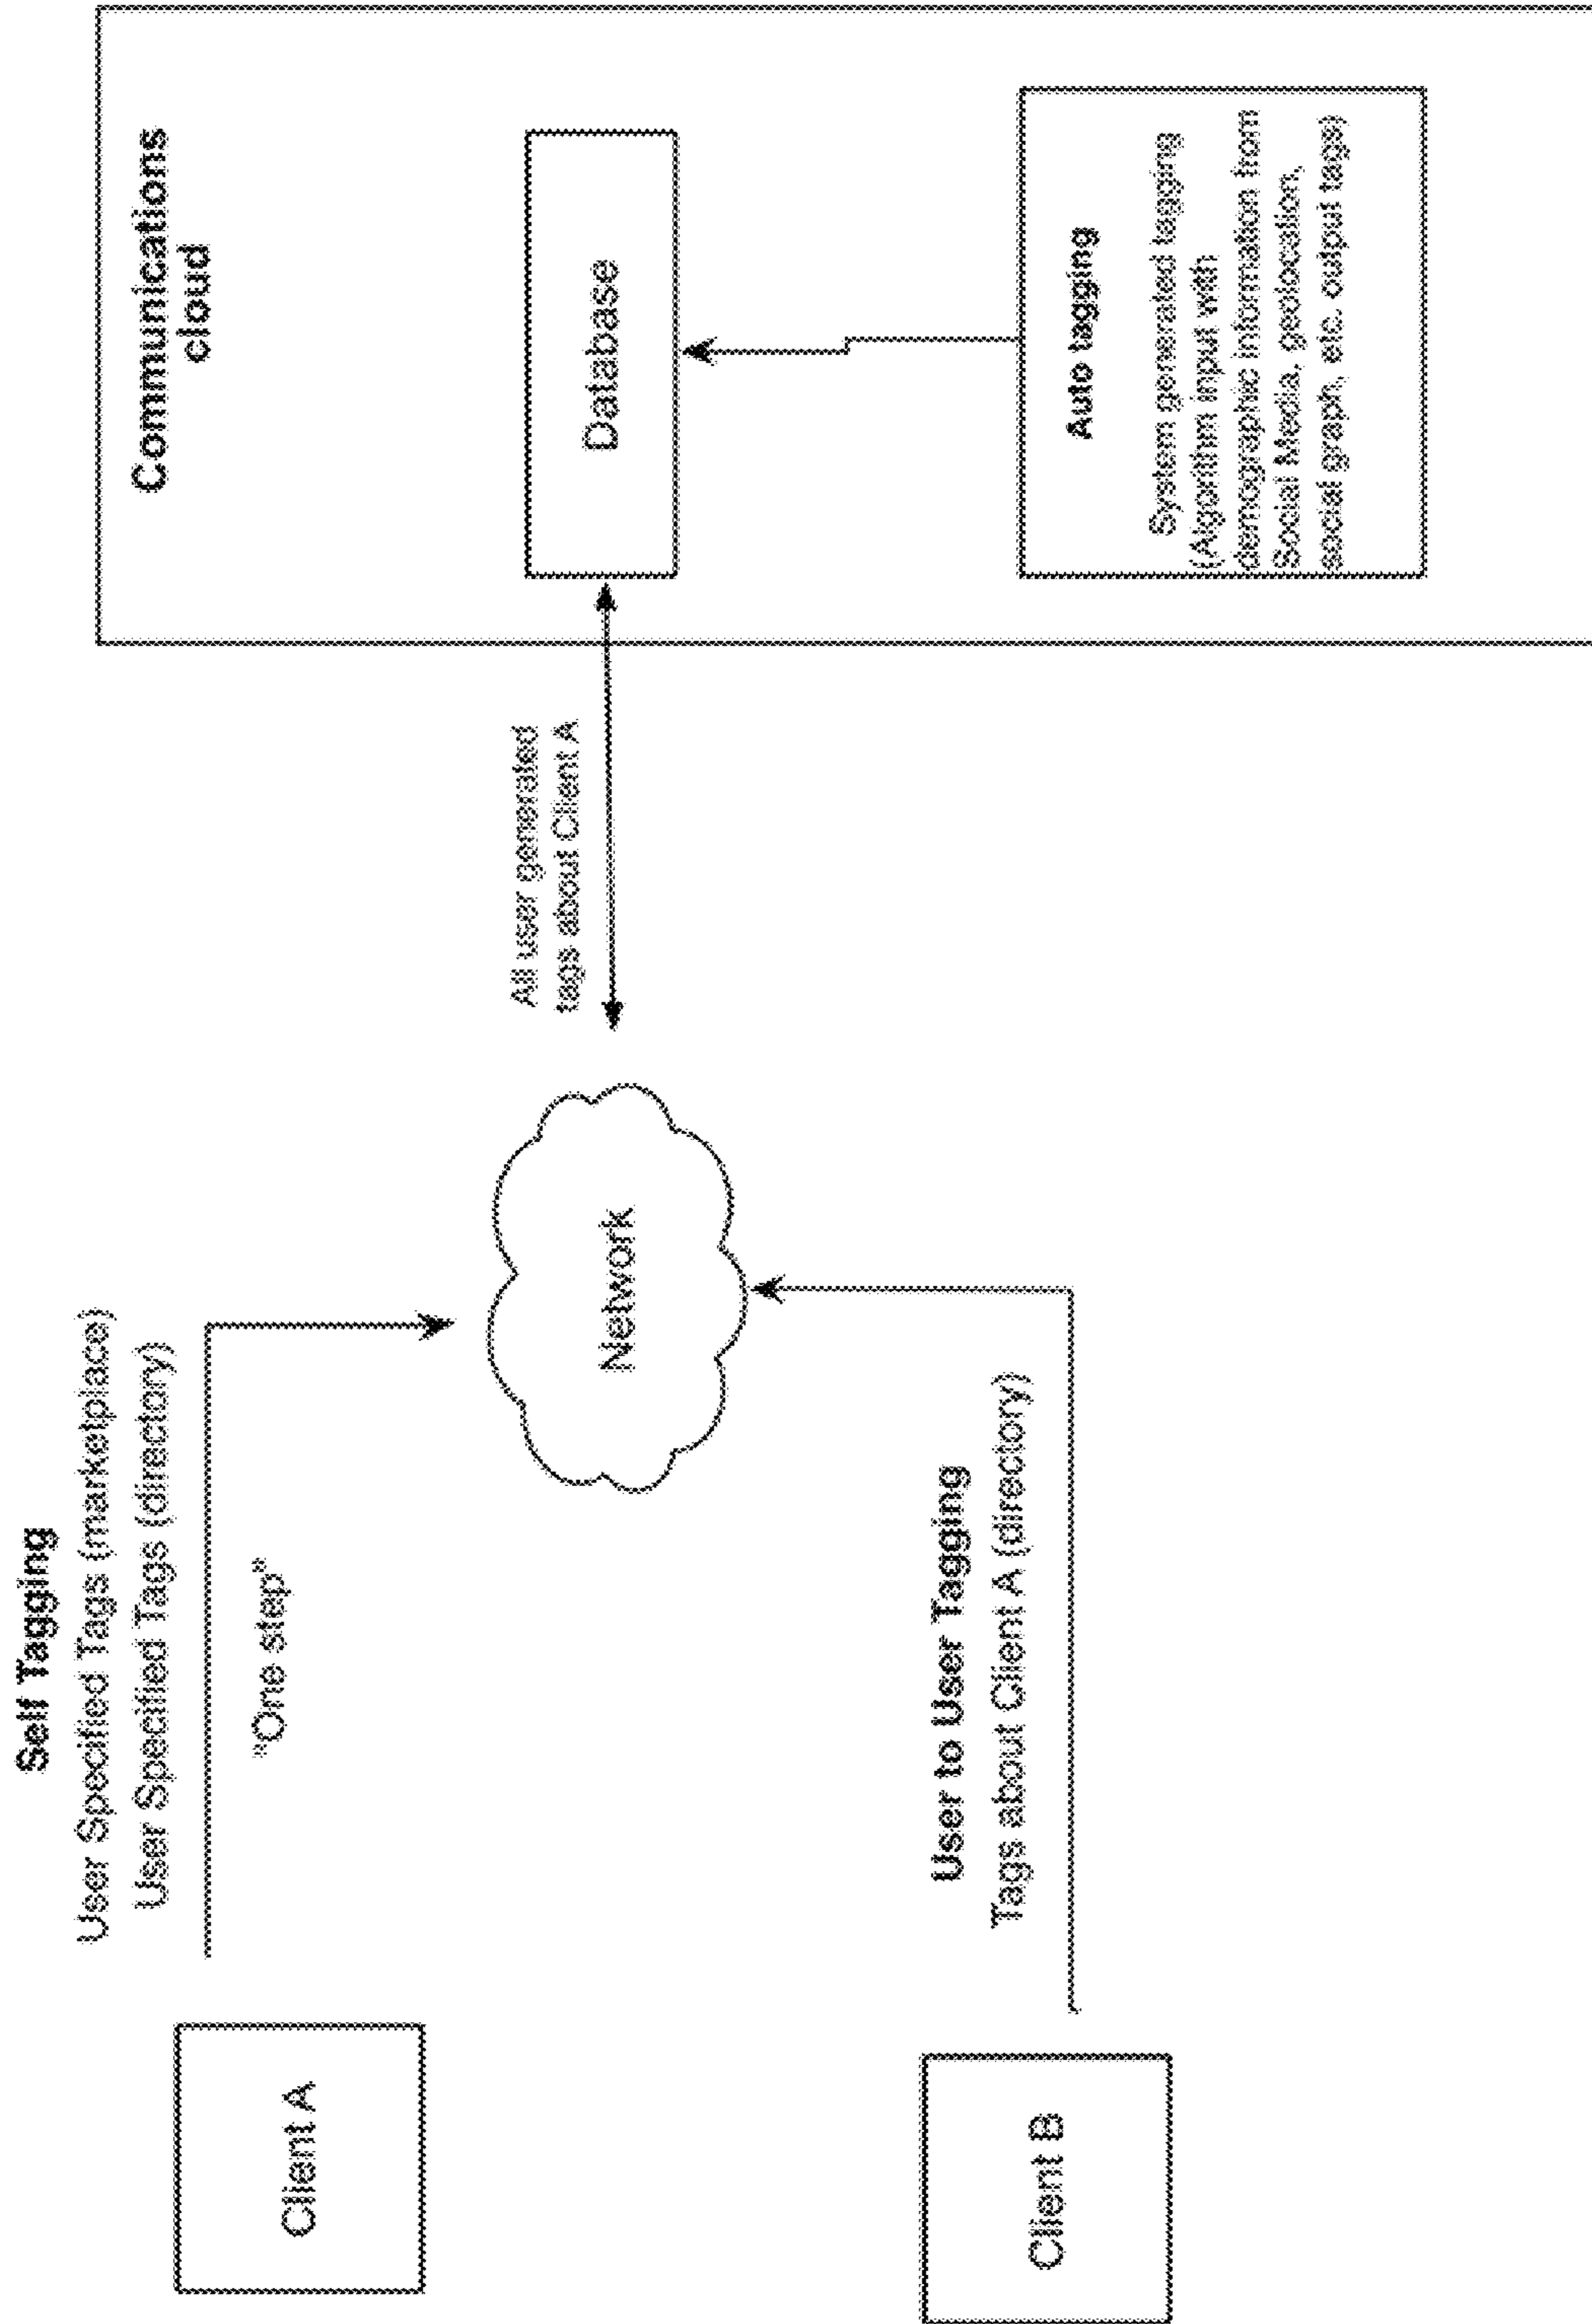 Self Tagging
User Specified Tags (marketplace)
User Specified Tags (directory)
"One step"
Client A
Network
All user generated
tags about Client A
Communications
cloud
Database
User to User Tagging
Tags about Client A (directory)
Client B
Auto tagging
System generated tagging
(Algorithm input with
demographic information from
Social Media, geolocation,
social graph, etc. output tags)